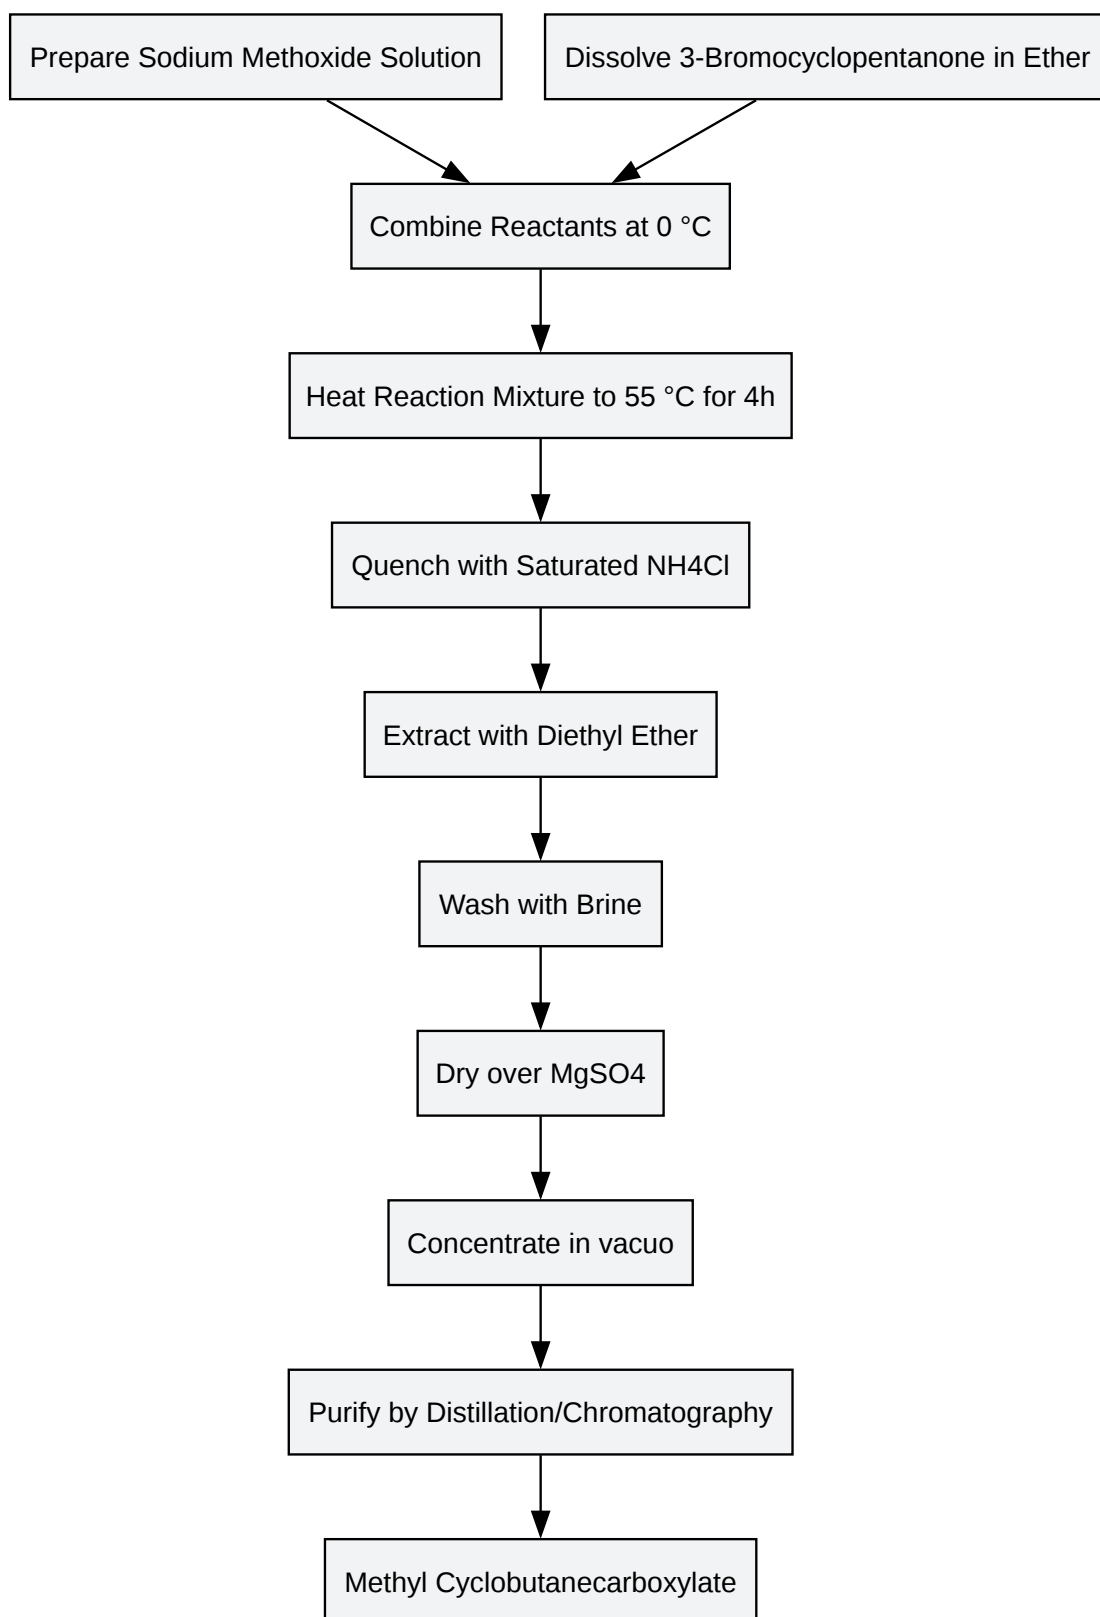 Prepare Sodium Methoxide Solution
Dissolve 3-Bromocyclopentanone in Ether
Combine Reactants at 0 °C
Heat Reaction Mixture to 55 °C for 4h
Quench with Saturated NH4Cl
Extract with Diethyl Ether
Wash with Brine
Dry over MgSO4
Concentrate in vacuo
Purify by Distillation/Chromatography
Methyl Cyclobutanecarboxylate